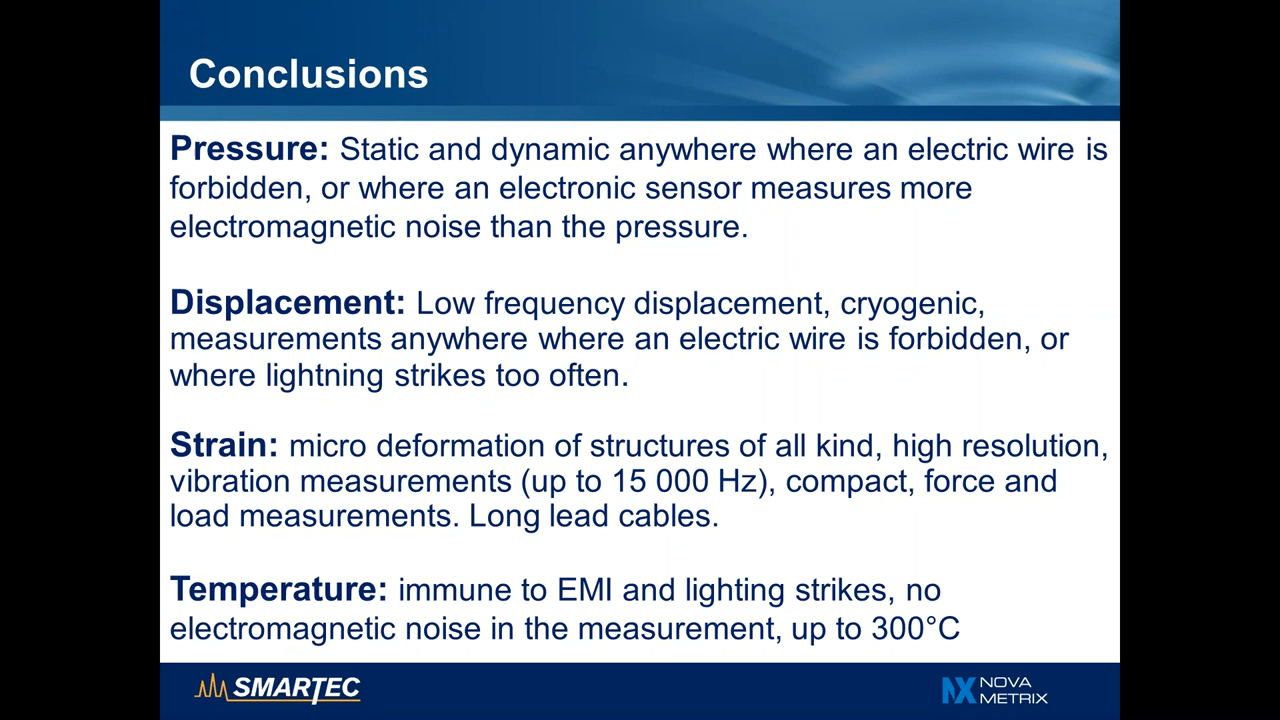 Conclusions
Pressure: Static and dynamic anywhere where an electric wire is
forbidden, or where an electronic sensor measures more
electromagnetic noise than the pressure.
Displacement: Low frequency displacement, cryogenic,
measurements anywhere where an electric wire is forbidden, or
where lightning strikes too often.
Strain: micro deformation of structures of all kind, high resolution,
vibration measurements (up to 15 000 Hz), compact, force and
load measurements. Long lead cables.
Temperature: immune to EMI and lighting strikes, no
electromagnetic noise in the measurement, up to 300°C
SMARTEC
NOVA
METRIX